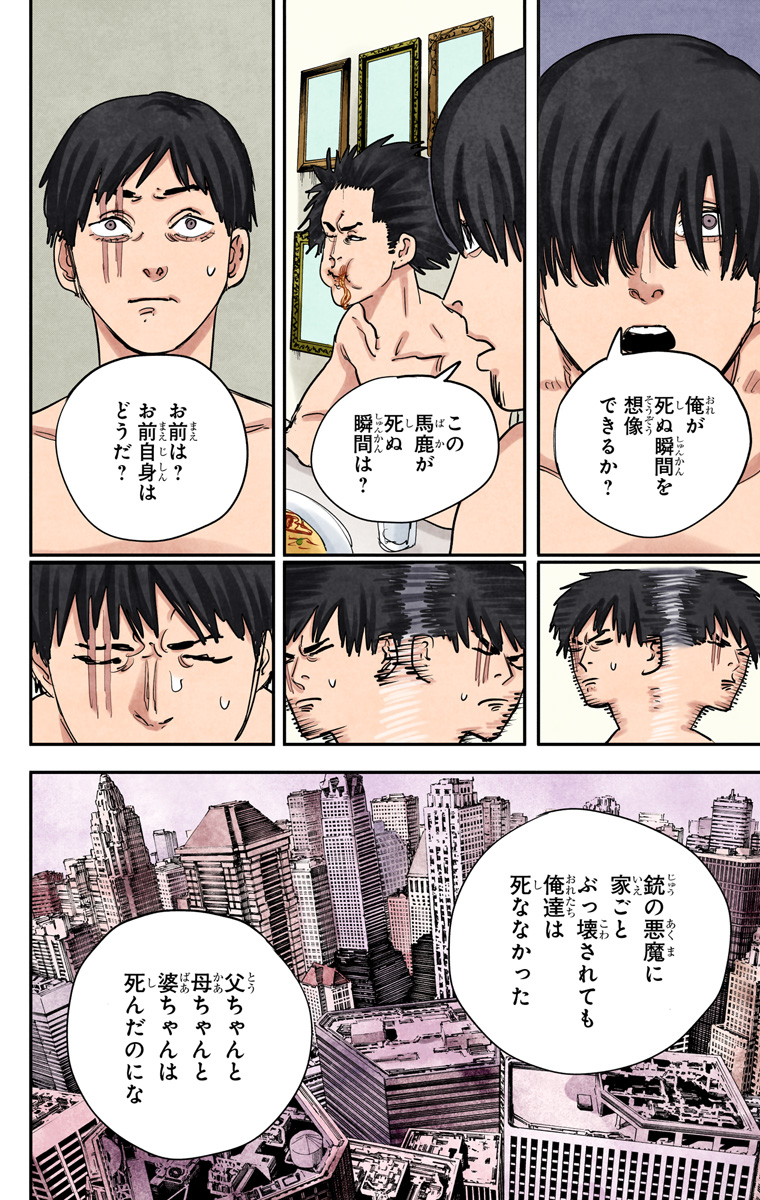 俺が
死ぬ瞬間を
想像
できるか？
この
馬鹿が
死ぬ
瞬間は？
お前は？
お前自身は
どうだ？
銃の悪魔に
家ごと
ぶっ壊されても
俺達は
死ななかった
父ちゃんと
母ちゃんと
婆ちゃんは
死んだのにな